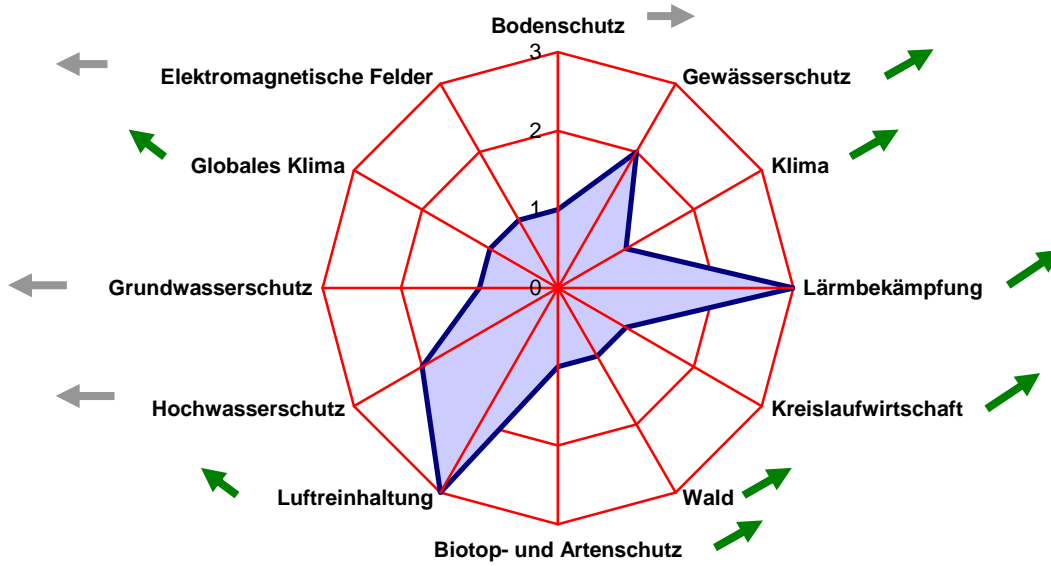 Bodenschutz
3
Elektromagnetische Felder
Gewässerschutz
2
Globales Klima
Klima
1
Grundwasserschutz
0
Lärmbekämpfung
Hochwasserschutz
Kreislaufwirtschaft
Luftreinhaltung
Wald
Biotop- und Artenschutz